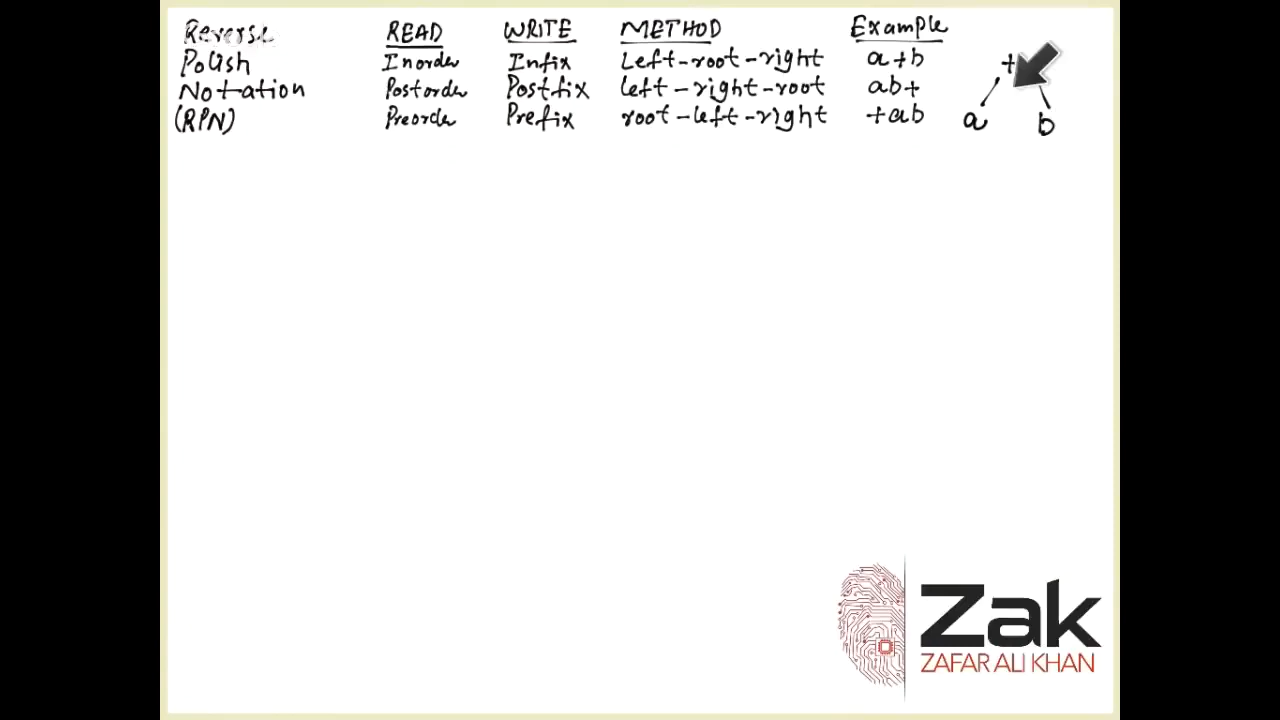 Reverse READ WRITE METHOD Example
Polish Inorder Infix Left-root-right a+b +
Notation Postorder Postfix left-right-root ab+
(RPN) Preorder Prefix root-left-right +ab a b
Zak
ZAFAR ALI KHAN